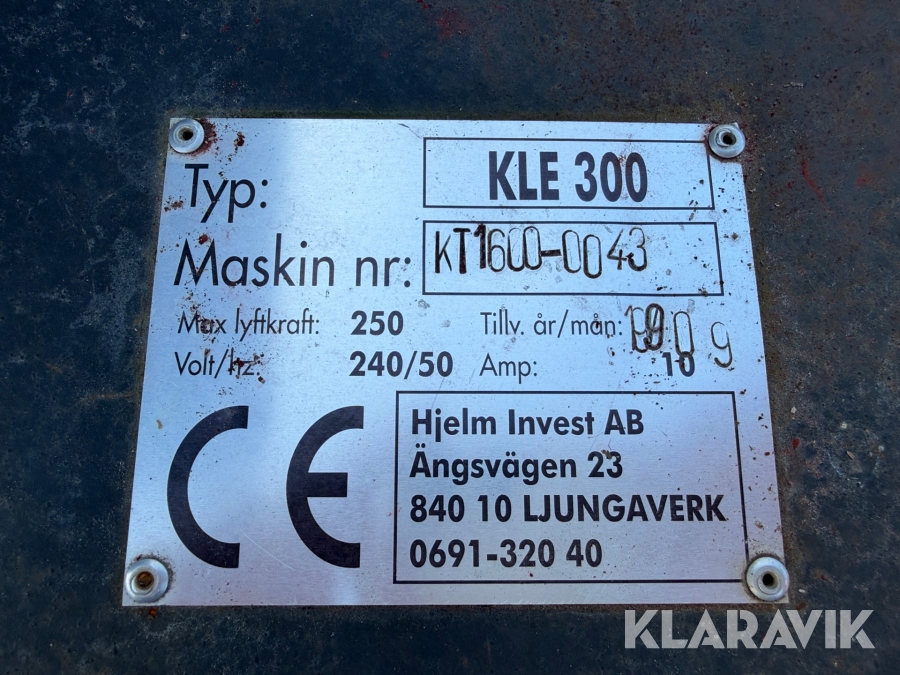 Typ: KLE 300
Maskin nr: KT1600-0043
Max lyftkraft: 250 Tillv. år/mån:
Volt/hz: 240/50 Amp: 10
CE
Hjelm Invest AB
Ängsvägen 23
840 10 LJUNGAVERK
0691-320 40
KLARAVIK